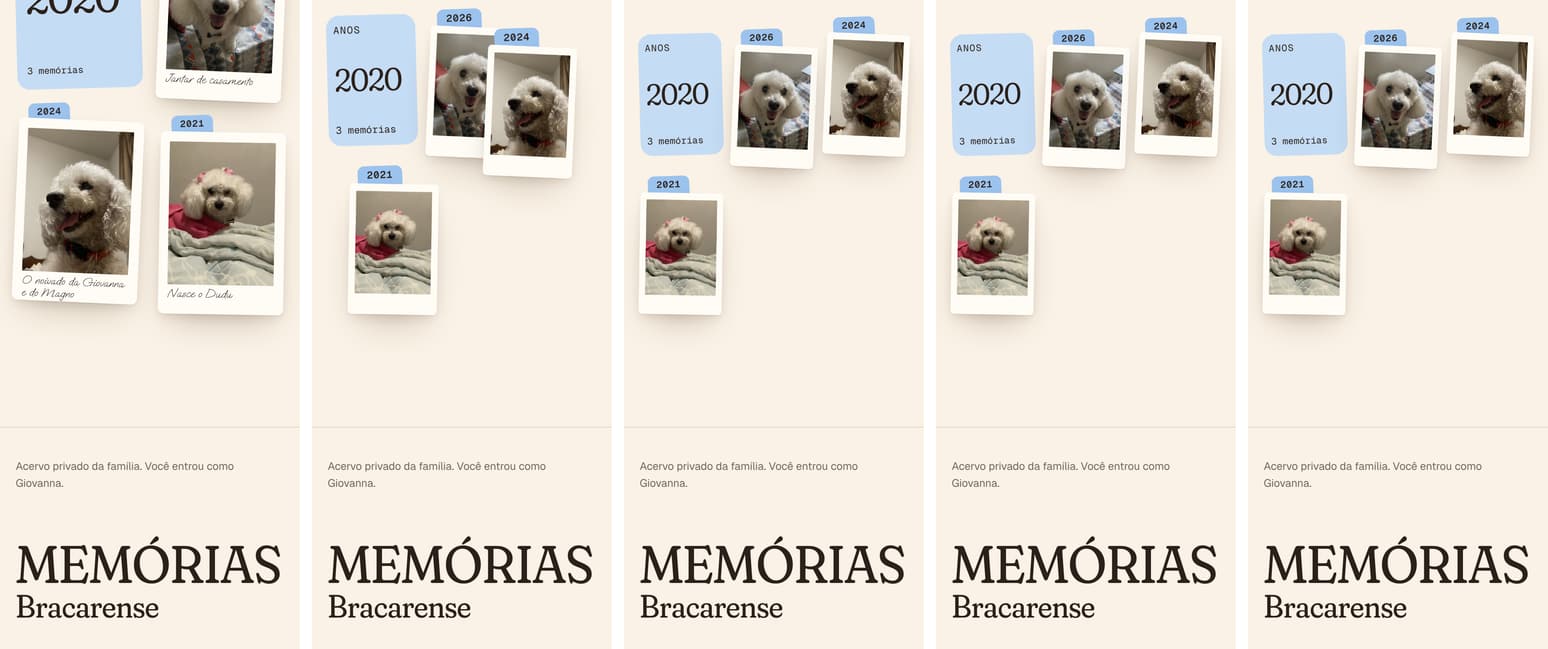 2020
3 memórias
Jantar de casamento
2024
2021
O noivado da Giovanna
e do Magno
Nasce o Dudu
Acervo privado da família. Você entrou como
Giovanna.
MEMÓRIAS
Bracarense
ANOS
2020
3 memórias
2026
2024
2021
Acervo privado da família. Você entrou como
Giovanna.
MEMÓRIAS
Bracarense
ANOS
2020
3 memórias
2026
2024
2021
Acervo privado da família. Você entrou como
Giovanna.
MEMÓRIAS
Bracarense
ANOS
2020
3 memórias
2026
2024
2021
Acervo privado da família. Você entrou como
Giovanna.
MEMÓRIAS
Bracarense
ANOS
2020
3 memórias
2026
2024
2021
Acervo privado da família. Você entrou como
Giovanna.
MEMÓRIAS
Bracarense